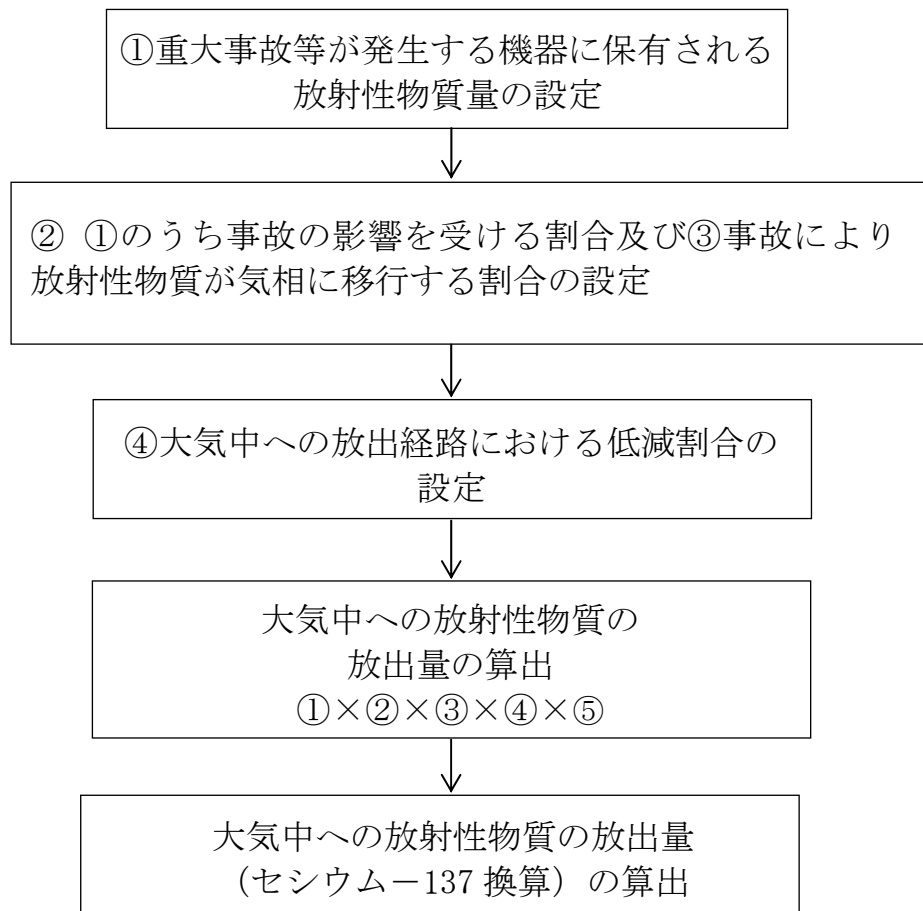 ①重大事故等が発生する機器に保有される
放射性物質量の設定
② ①のうち事故の影響を受ける割合及び③事故により
放射性物質が気相に移行する割合の設定
④大気中への放出経路における低減割合の
設定
大気中への放射性物質の
放出量の算出
①×②×③×④×⑤
大気中への放射性物質の放出量
（セシウム－137 換算）の算出